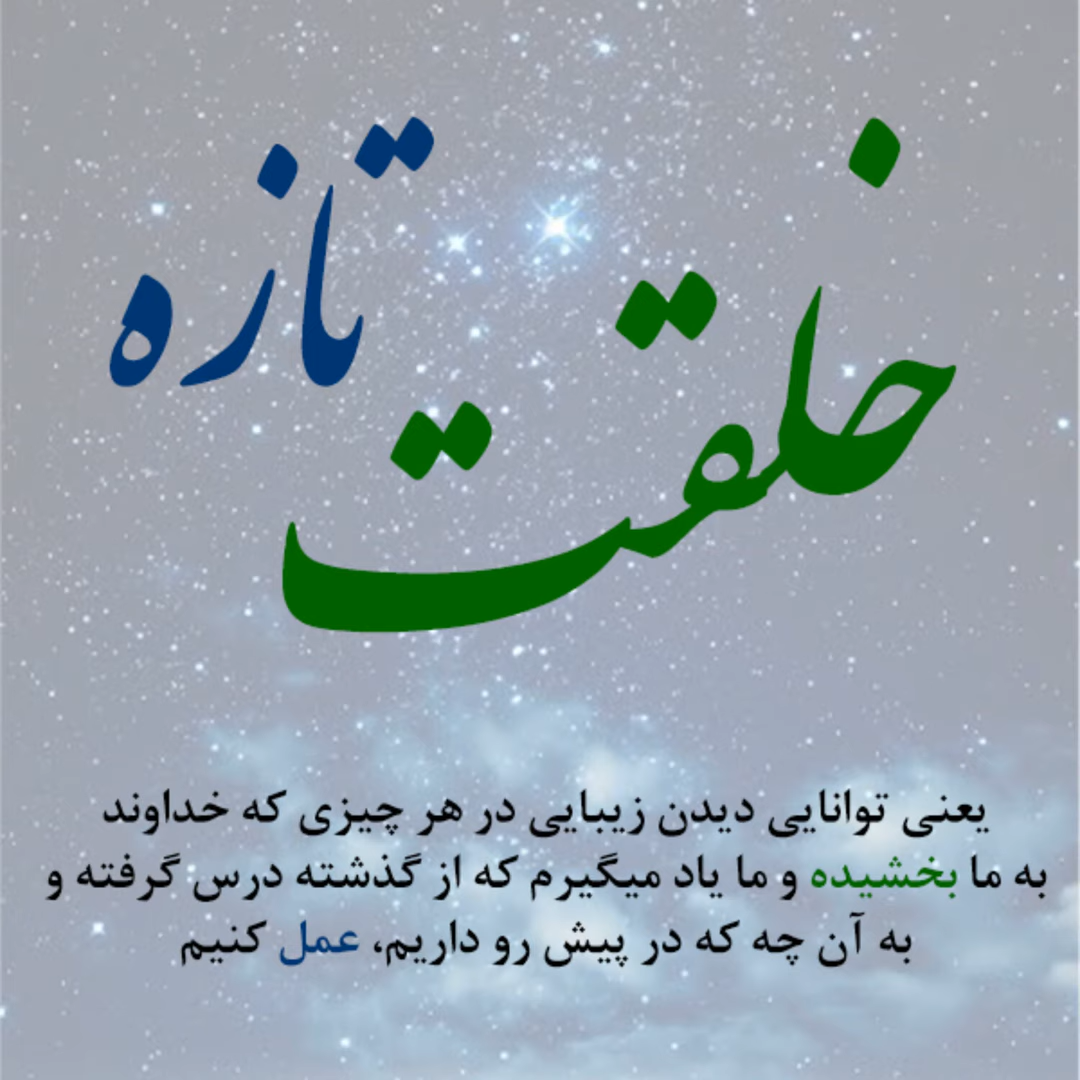 خلقت تازه
یعنی توانایی دیدن زیبایی در هر چیزی که خداوند
به ما بخشیده و ما یاد میگیرم که از گذشته درس گرفته و
به آن چه که در پیش رو داریم، عمل کنیم